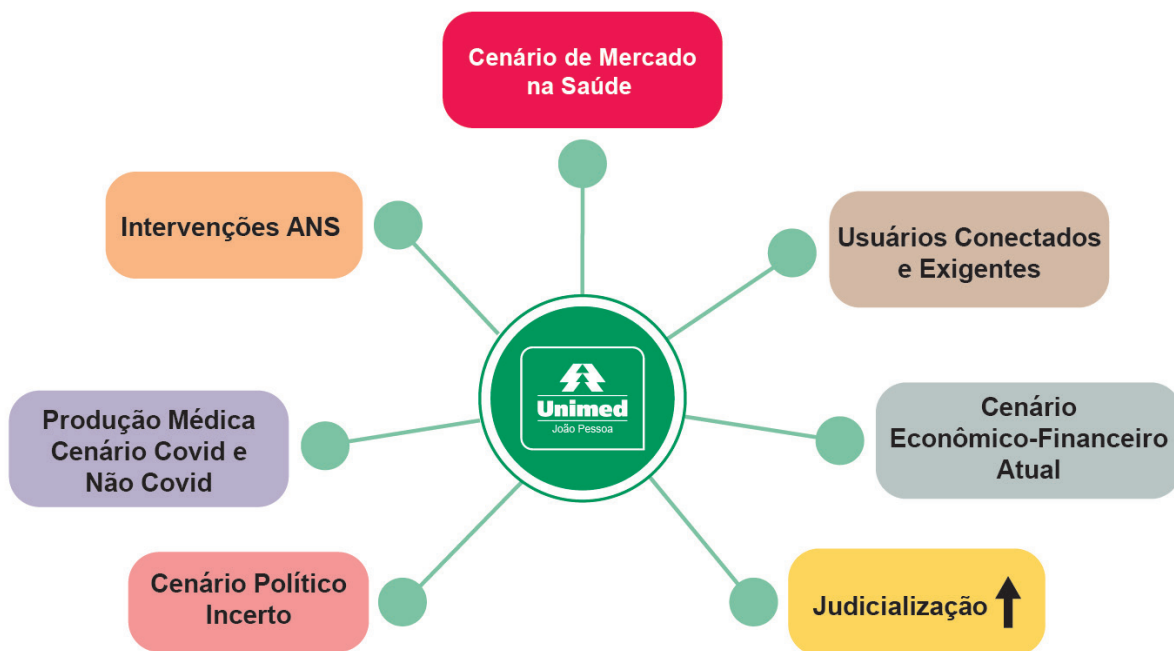 Cenário de Mercado
na Saúde
Intervenções ANS
Usuários Conectados
e Exigentes
Unimed
João Pessoa
Produção Médica
Cenário Covid e
Não Covid
Cenário
Econômico-Financeiro
Atual
Cenário Político
Incerto
Judicialização